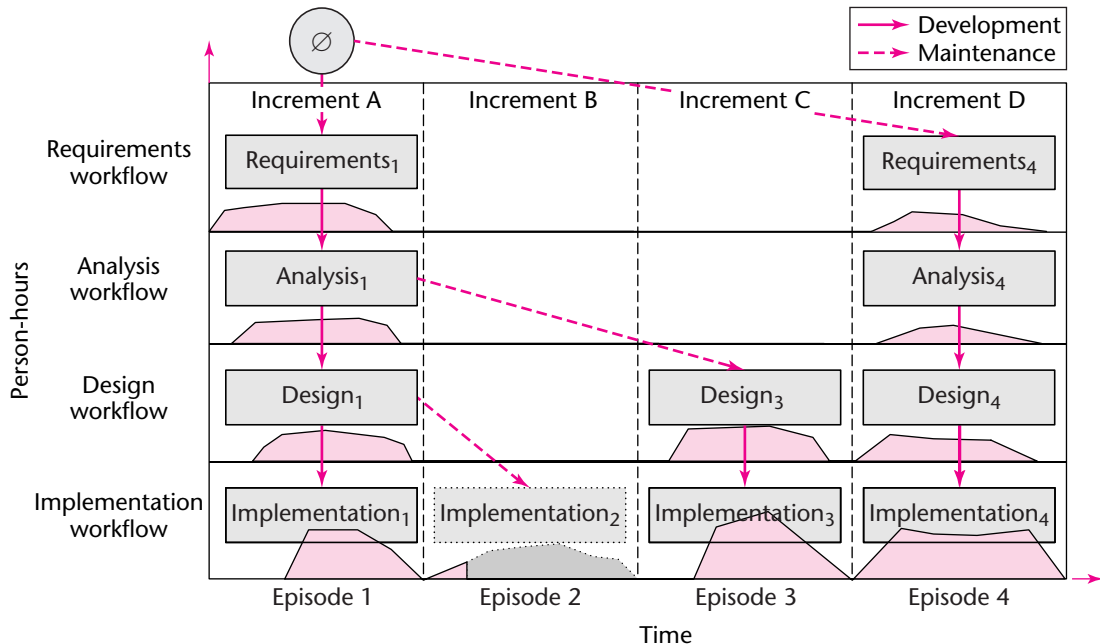 ∅
Development
Maintenance
Increment A
Increment B
Increment C
Increment D
Requirements
workflow
Requirements₁
Requirements₄
Analysis
workflow
Analysis₁
Analysis₄
Person-hours
Design
workflow
Design₁
Design₃
Design₄
Implementation
workflow
Implementation₁
Implementation₂
Implementation₃
Implementation₄
Episode 1
Episode 2
Episode 3
Episode 4
Time